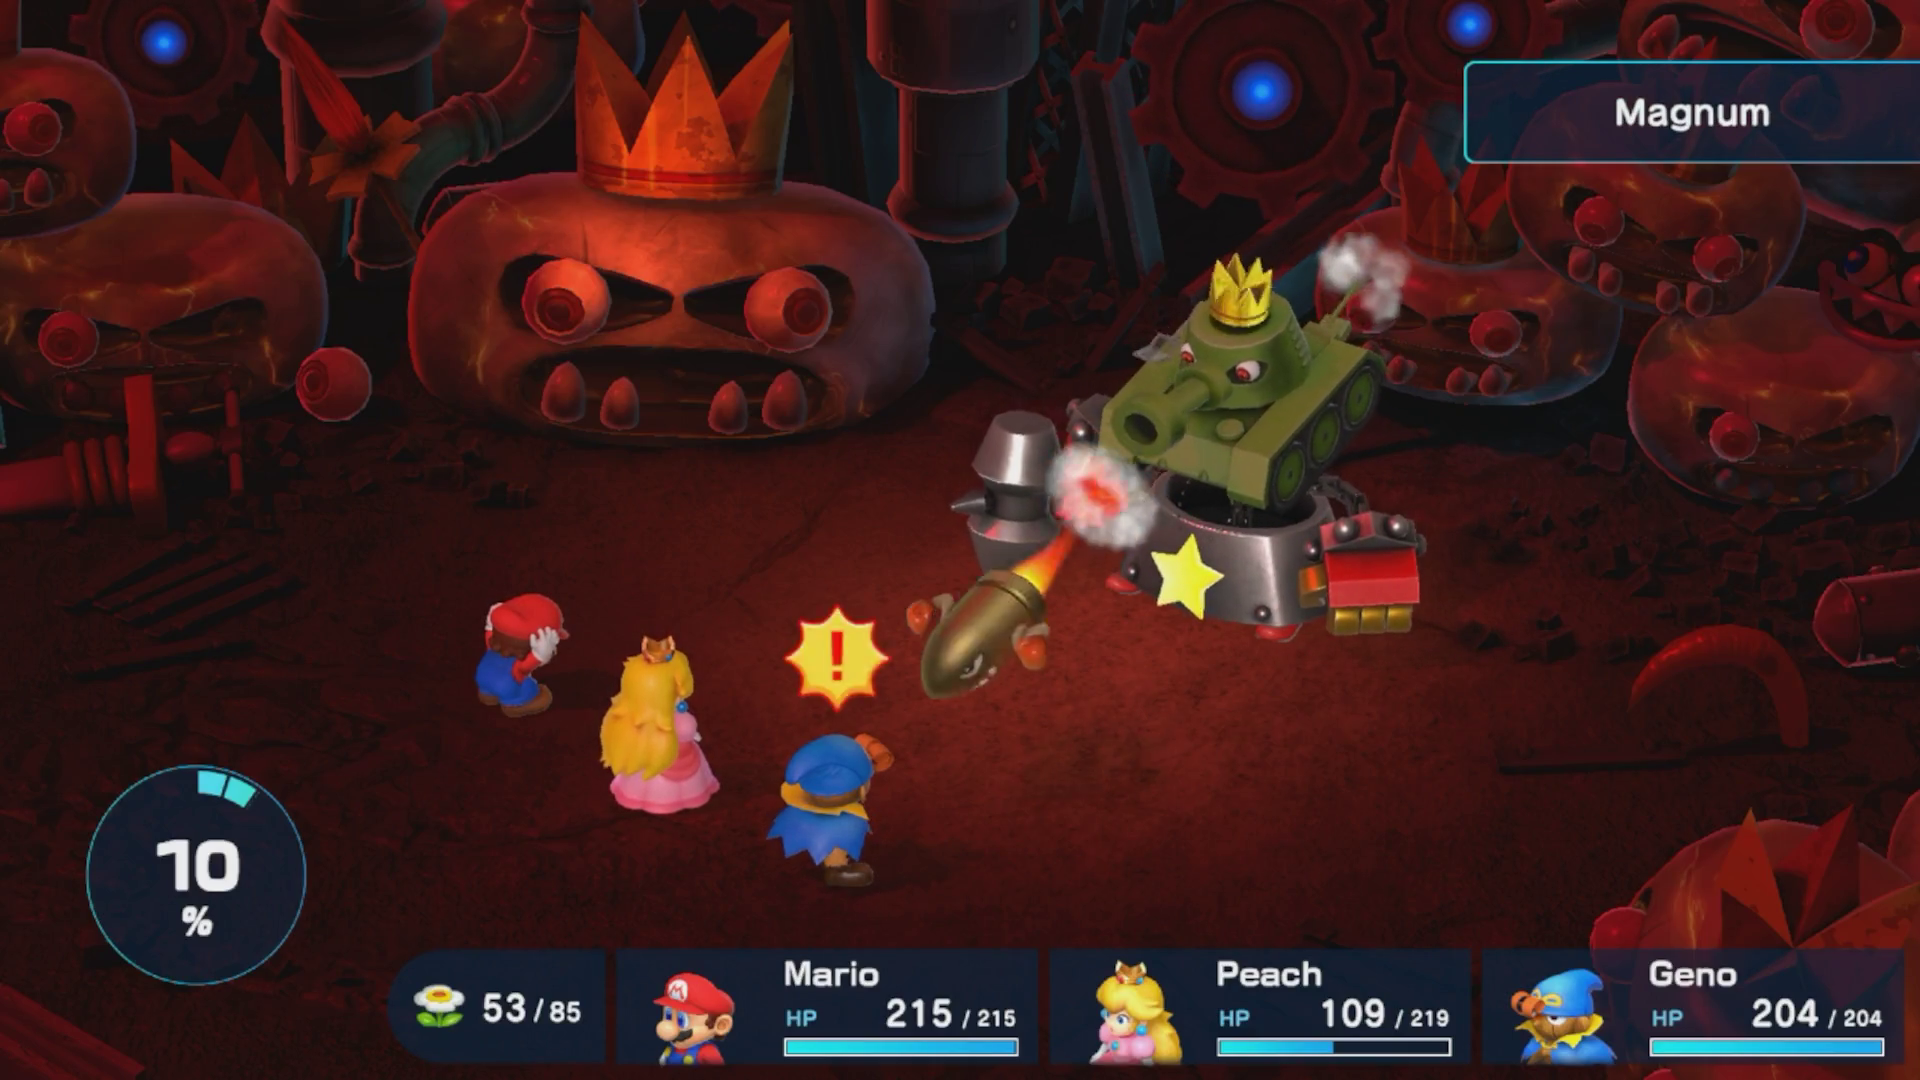 Magnum
!
10
%
53/85
Mario
HP 215/215
Peach
HP 109/219
Geno
HP 204/204